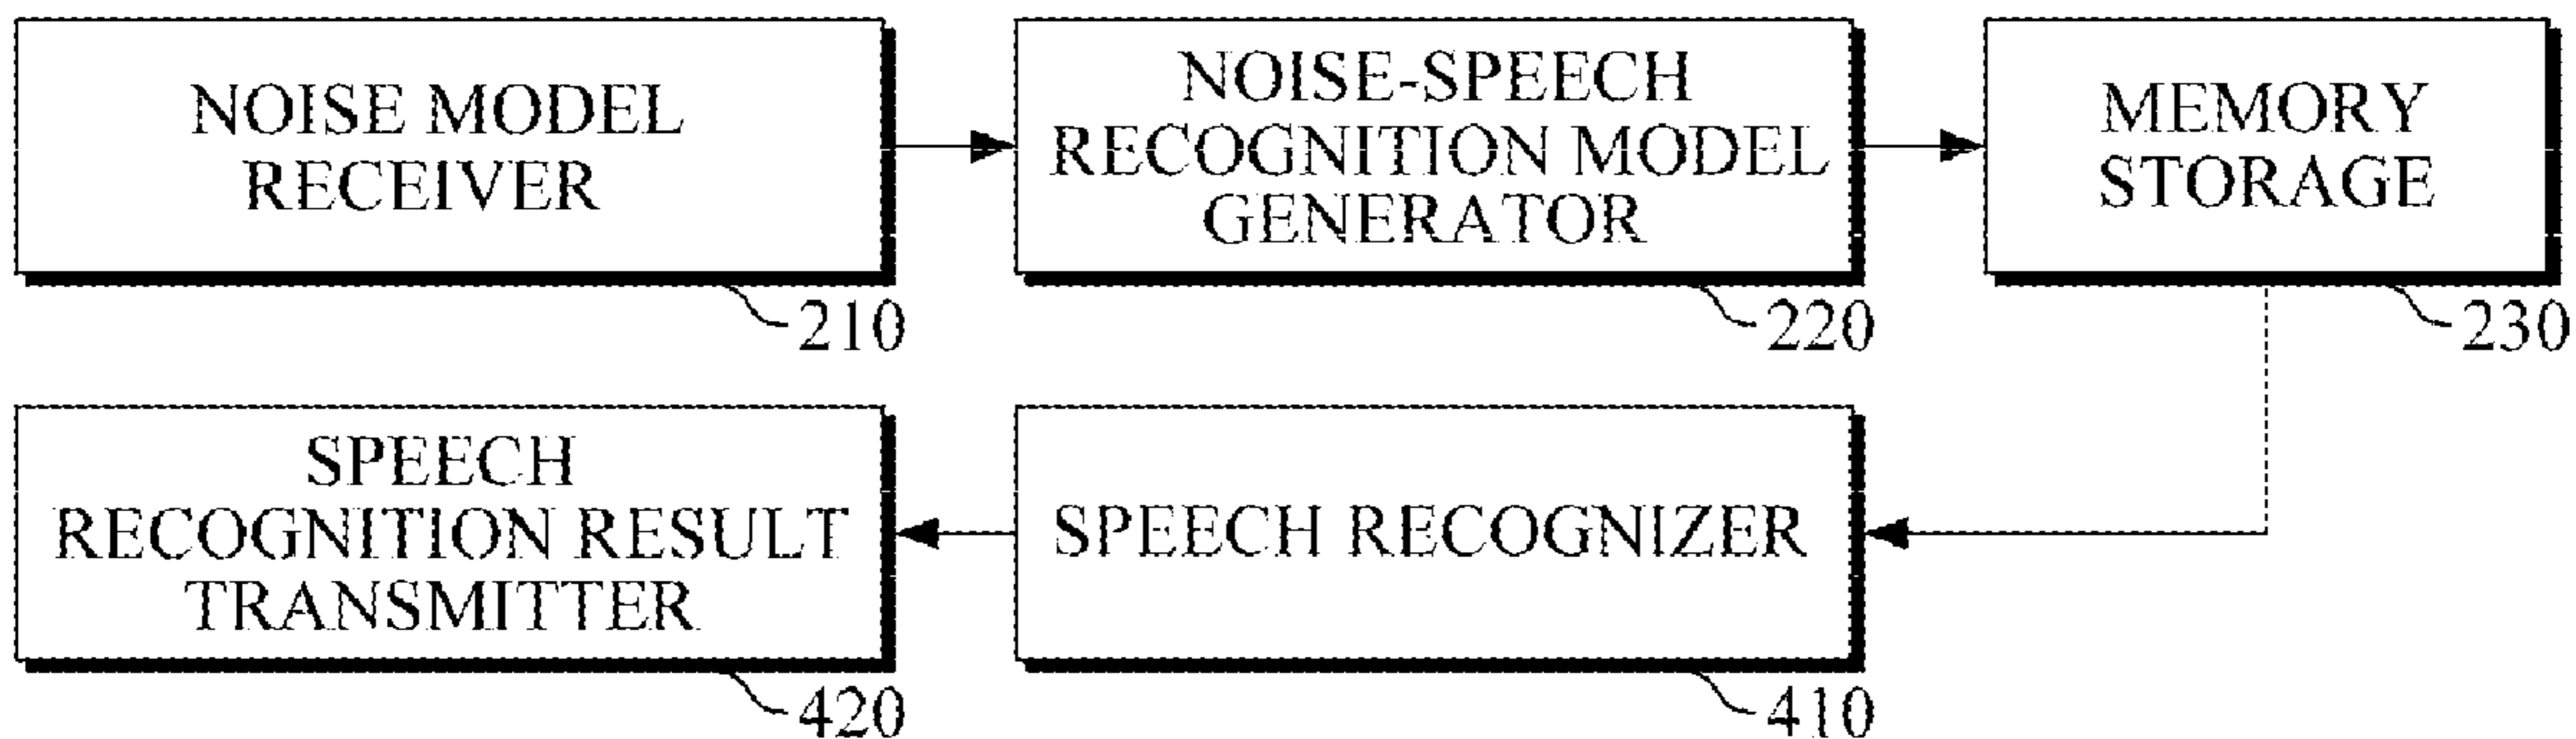 NOISE MODEL
RECEIVER
210
NOISE-SPEECH
RECOGNITION MODEL
GENERATOR
220
MEMORY
STORAGE
230
SPEECH
RECOGNITION RESULT
TRANSMITTER
420
SPEECH RECOGNIZER
410